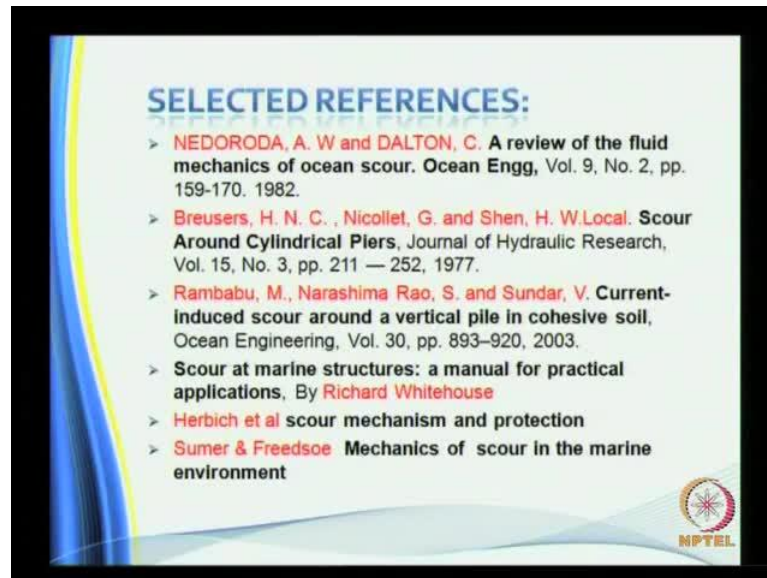 SELECTED REFERENCES:
➢ NEDORODA, A. W and DALTON, C. A review of the fluid
mechanics of ocean scour. Ocean Engg, Vol. 9, No. 2, pp.
159-170. 1982.
➢ Breusers, H. N. C. , Nicollet, G. and Shen, H. W.Local. Scour
Around Cylindrical Piers, Journal of Hydraulic Research,
Vol. 15, No. 3, pp. 211 — 252, 1977.
➢ Rambabu, M., Narashima Rao, S. and Sundar, V. Current-
induced scour around a vertical pile in cohesive soil,
Ocean Engineering, Vol. 30, pp. 893–920, 2003.
➢ Scour at marine structures: a manual for practical
applications, By Richard Whitehouse
➢ Herbich et al scour mechanism and protection
➢ Sumer & Freedsoe Mechanics of scour in the marine
environment
NPTEL